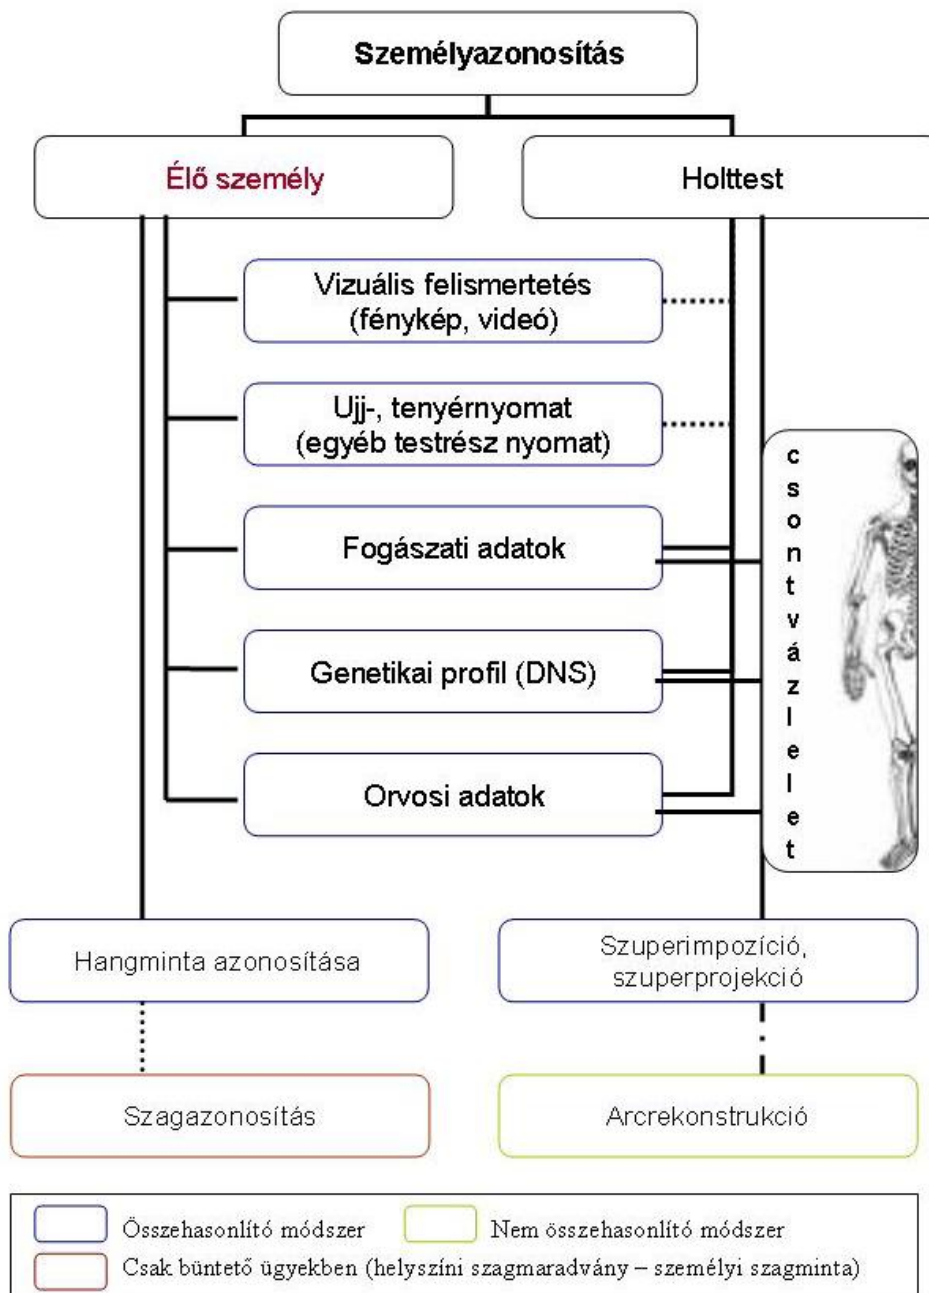 Személyazonosítás
Élő személy
Holttest
Vizuális felismertetés
(fénykép, videó)
Ujj-, tenyérnyomat
(egyéb testrész nyomat)
Fogászati adatok
Genetikai profil (DNS)
Orvosi adatok
csontvázlelet
Hangminta azonosítása
Szuperimpozíció,
szuperprojekció
Szagazonosítás
Arcrekonstrukció
Összehasonlító módszer
Nem összehasonlító módszer
Csak büntető ügyekben (helyszíni szagmaradvány – személyi szagminta)